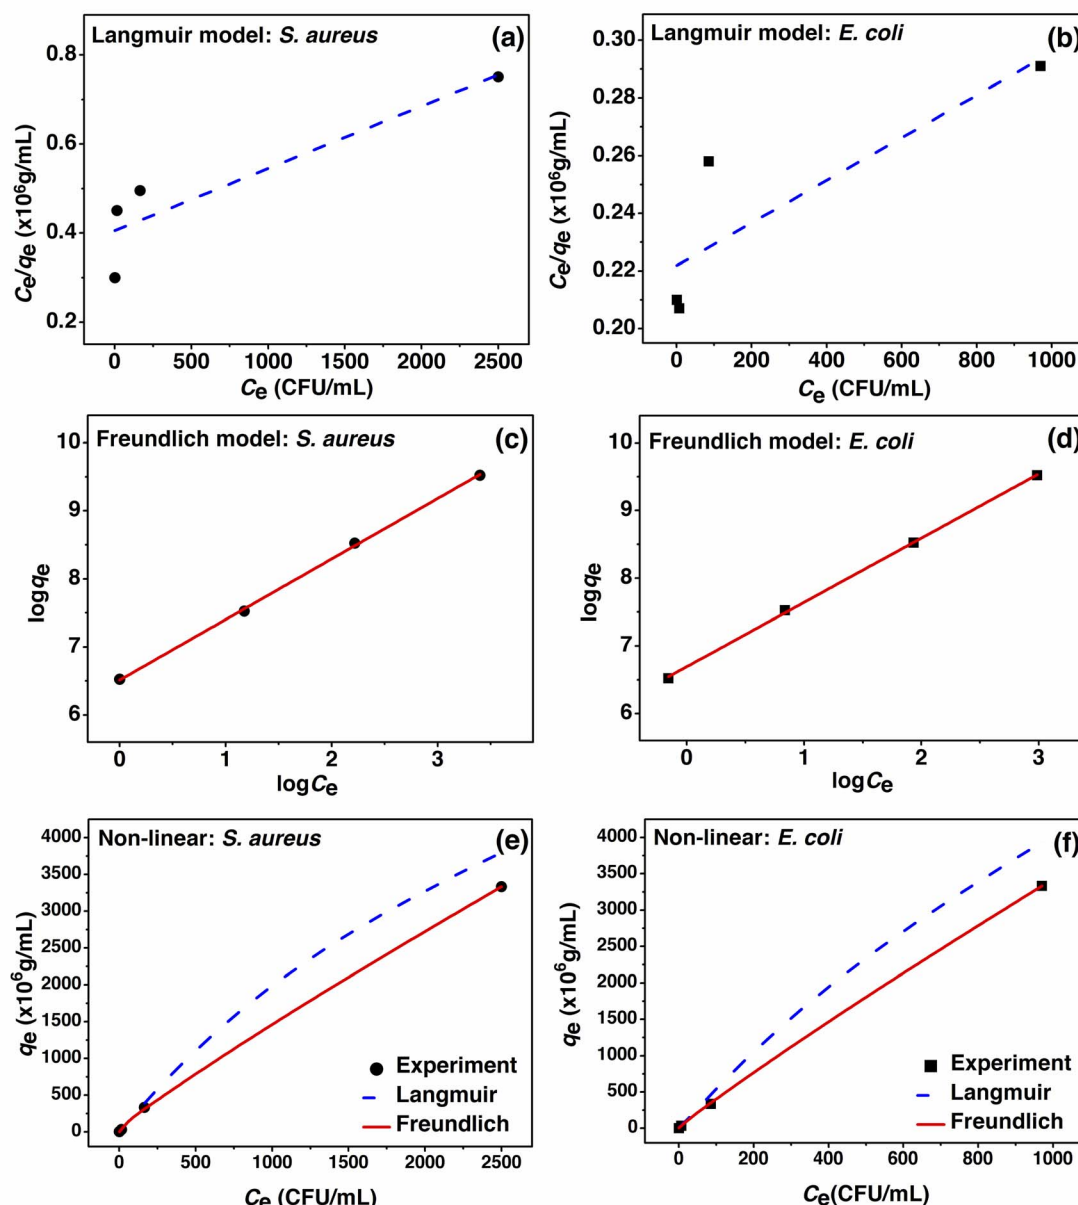 Langmuir model: S. aureus (a)
0.8
0.6
0.4
0.2
Ce/qe (x10⁶g/mL)
0 500 1000 1500 2000 2500
Ce (CFU/mL)
Langmuir model: E. coli (b)
0.30
0.28
0.26
0.24
0.22
0.20
Ce/qe (x10⁶g/mL)
0 200 400 600 800 1000
Ce (CFU/mL)
Freundlich model: S. aureus (c)
10
9
8
7
6
logqe
0 1 2 3
logCe
Freundlich model: E. coli (d)
10
9
8
7
6
logqe
0 1 2 3
logCe
Non-linear: S. aureus (e)
4000
3500
3000
2500
2000
1500
1000
500
0
qe (x10⁶g/mL)
Experiment
Langmuir
Freundlich
0 500 1000 1500 2000 2500
Ce (CFU/mL)
Non-linear: E. coli (f)
4000
3500
3000
2500
2000
1500
1000
500
0
qe (x10⁶g/mL)
Experiment
Langmuir
Freundlich
0 200 400 600 800 1000
Ce(CFU/mL)